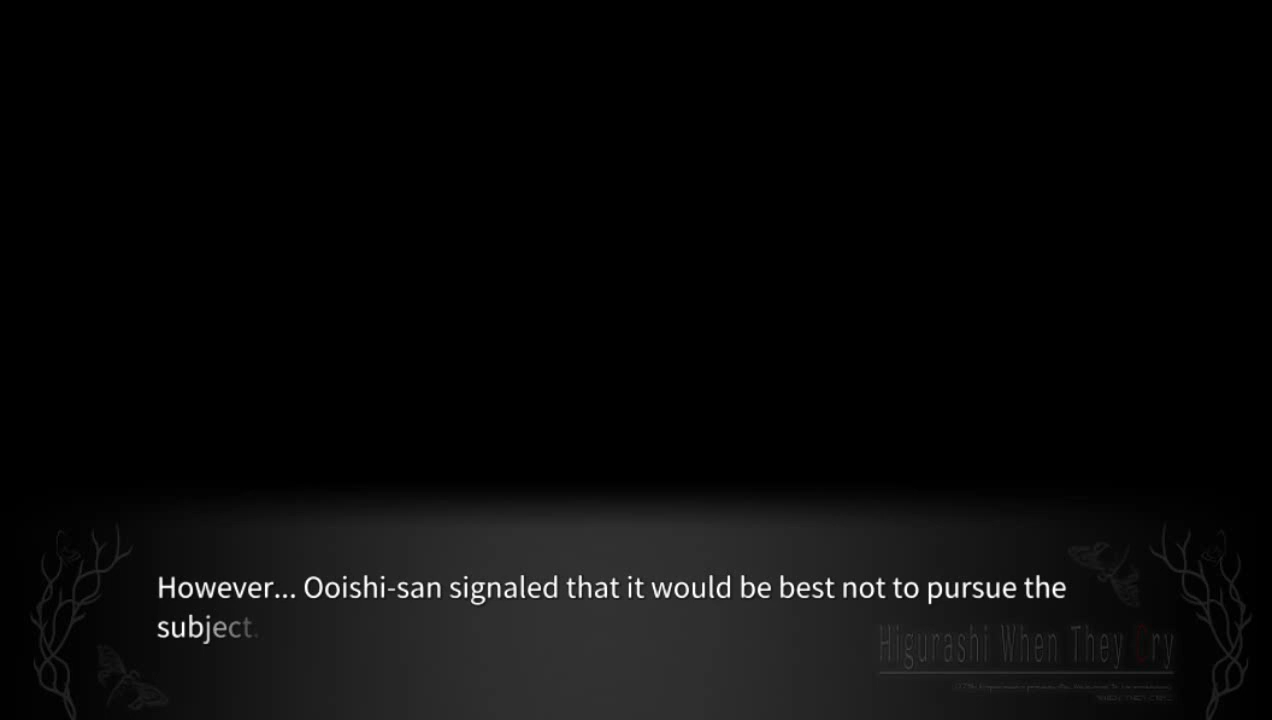 However... Ooishi-san signaled that it would be best not to pursue the
subject.
Higurashi When They Cry